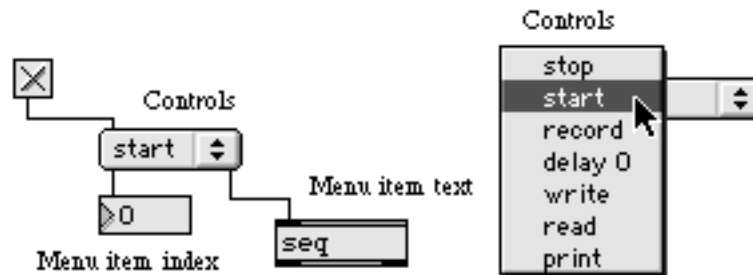 Controls
start
0
Menu item text
seq
Menu item index
Controls
stop
start
record
delay 0
write
read
print